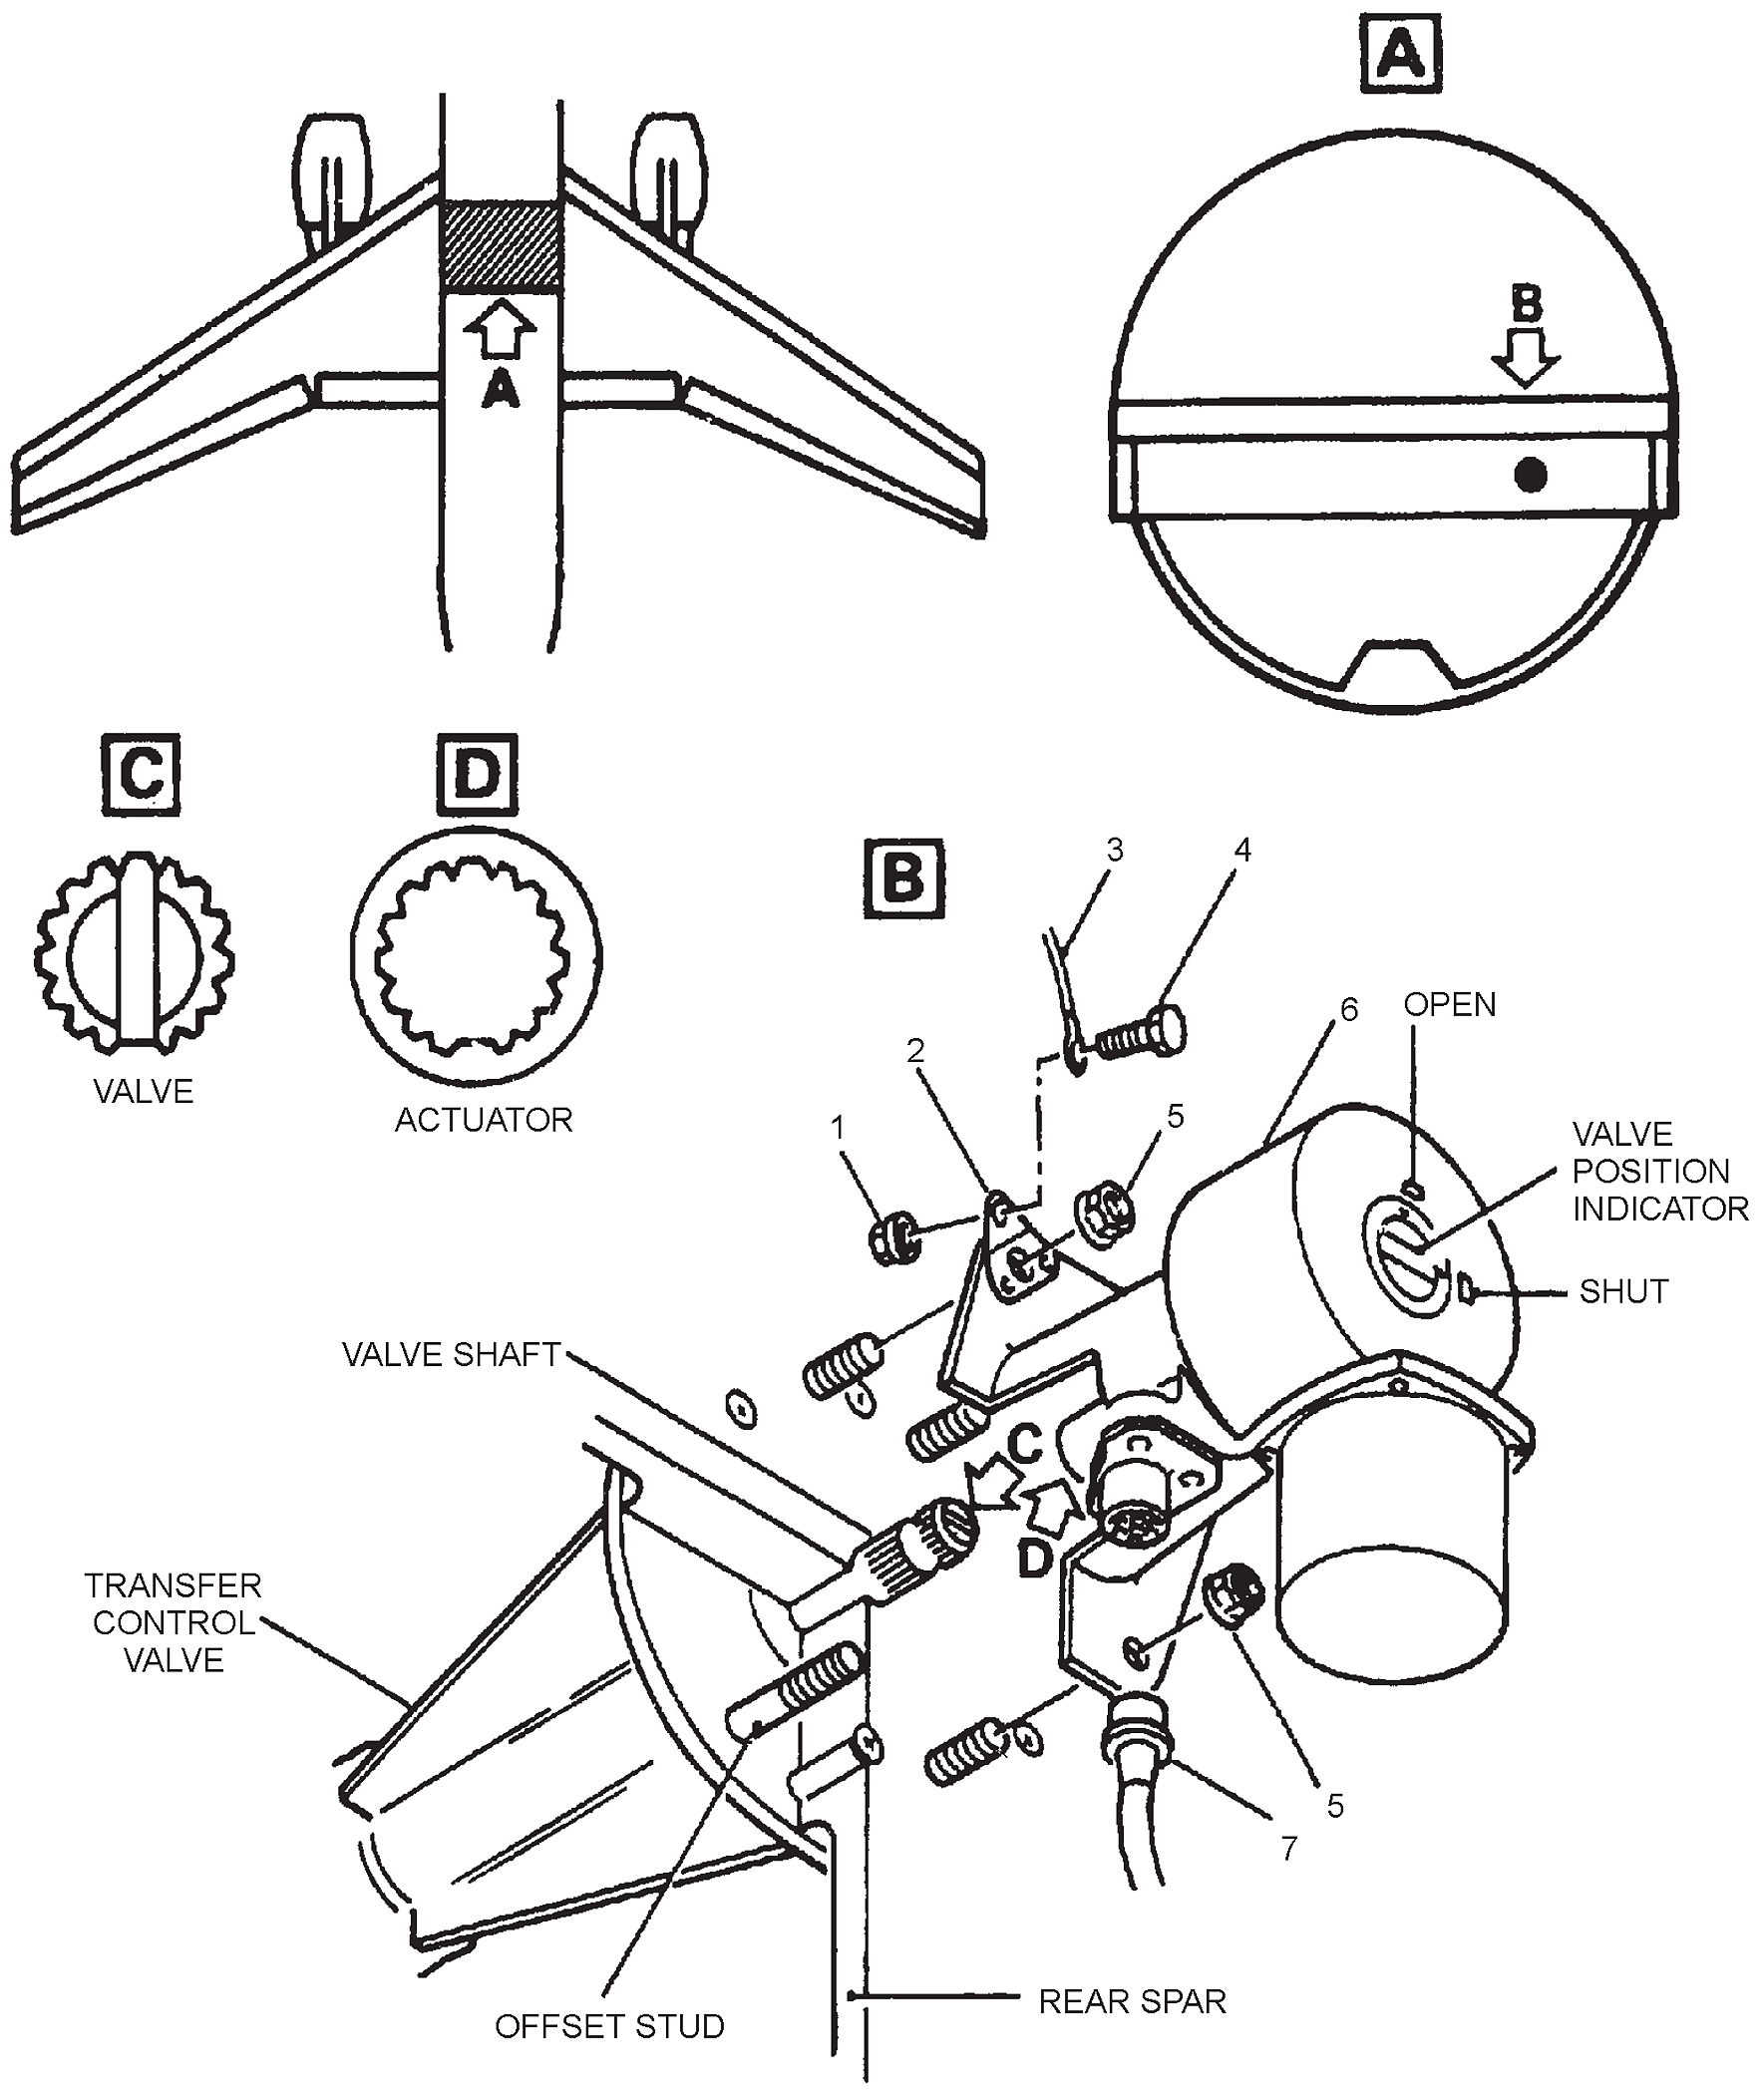 A
A
B
C
D
VALVE
ACTUATOR
B
3
4
6
OPEN
2
1
5
VALVE
POSITION
INDICATOR
SHUT
VALVE SHAFT
C
D
TRANSFER
CONTROL
VALVE
5
7
OFFSET STUD
REAR SPAR